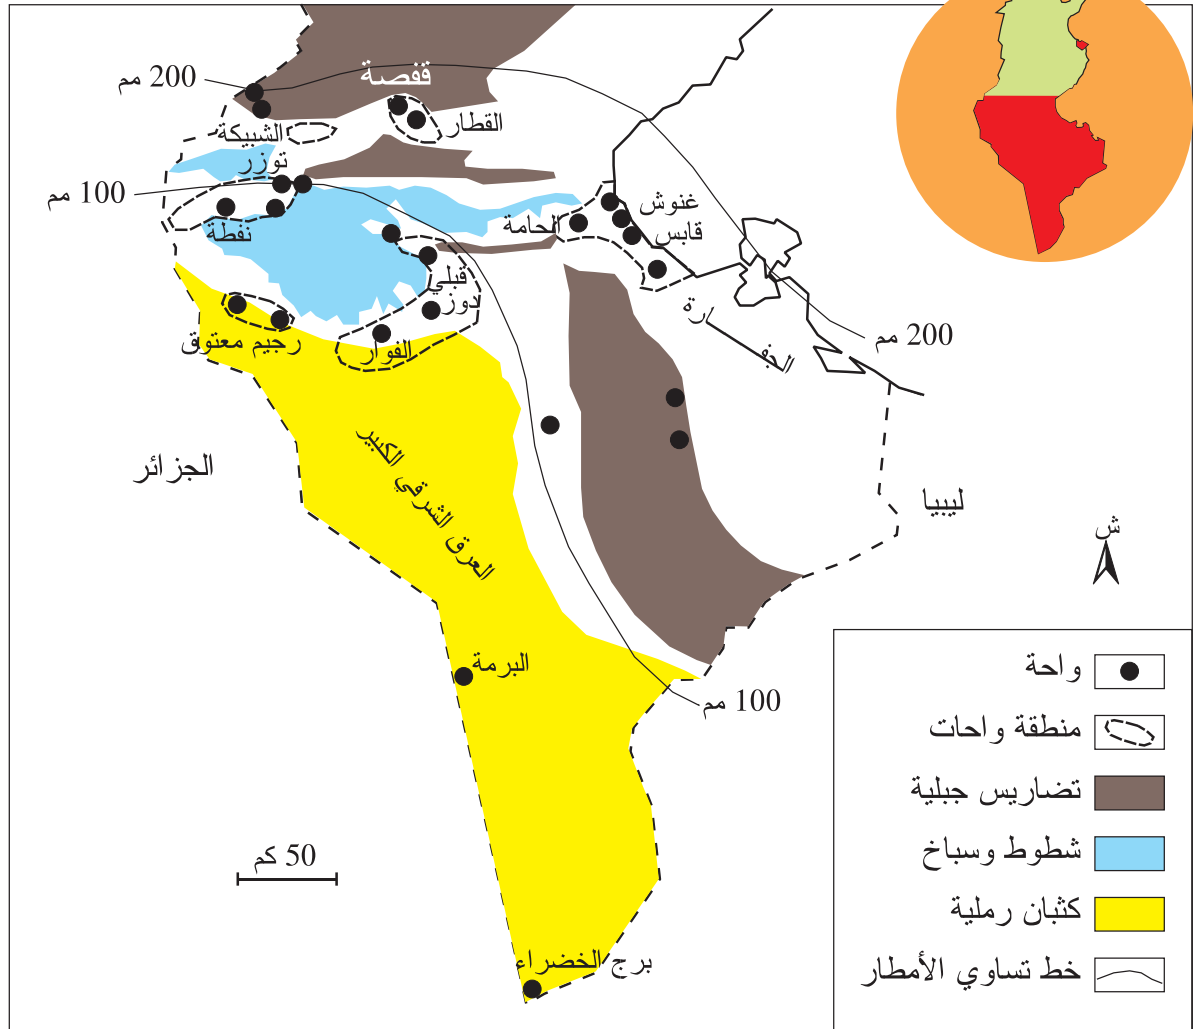 200 مم
قفصة
القطار
الشبيكة
توزر
100 مم
نفطة
غنوش
قابس
الحامة
قبلي
دوز
الجفارة
200 مم
رجيم معتوق
الفوار
العرق الشرقي الكبير
الجزائر
ليبيا
ش
البرمة
100 مم
50 كم
برج الخضراء
واحة
منطقة واحات
تضاريس جبلية
شطوط وسباخ
كثبان رملية
خط تساوي الأمطار